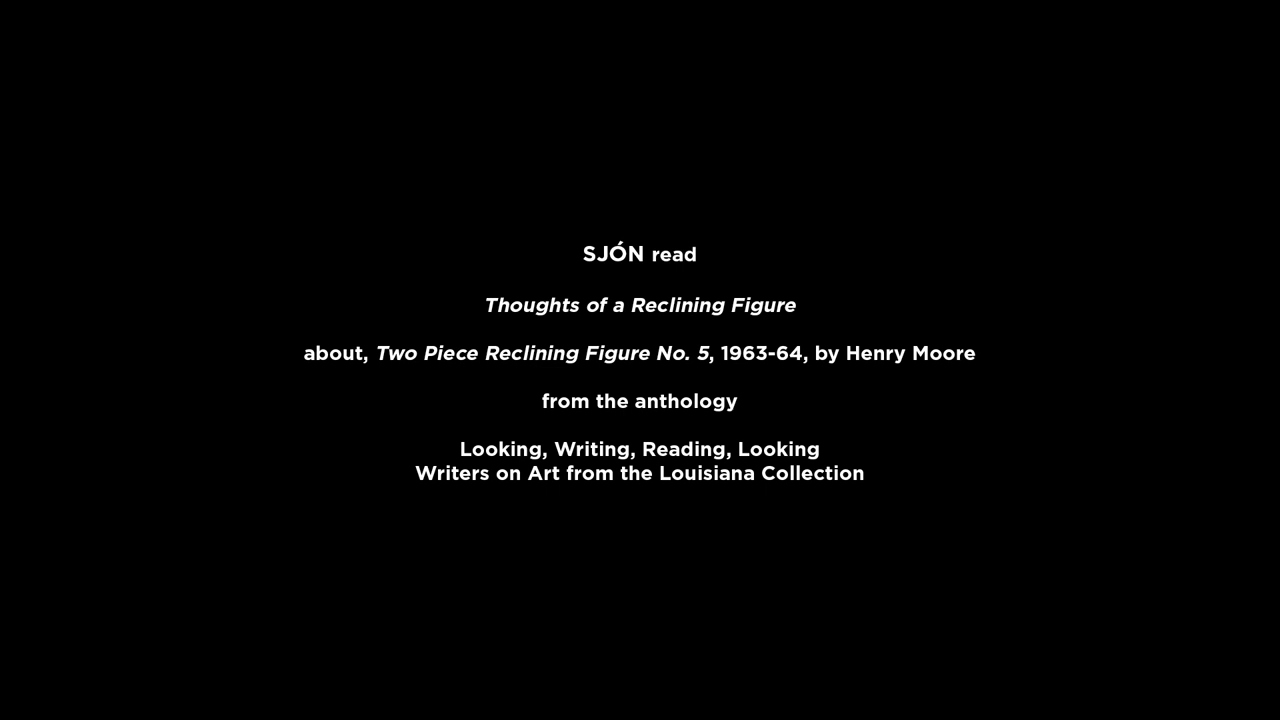 SJÓN read
Thoughts of a Reclining Figure
about, Two Piece Reclining Figure No. 5, 1963-64, by Henry Moore
from the anthology
Looking, Writing, Reading, Looking
Writers on Art from the Louisiana Collection